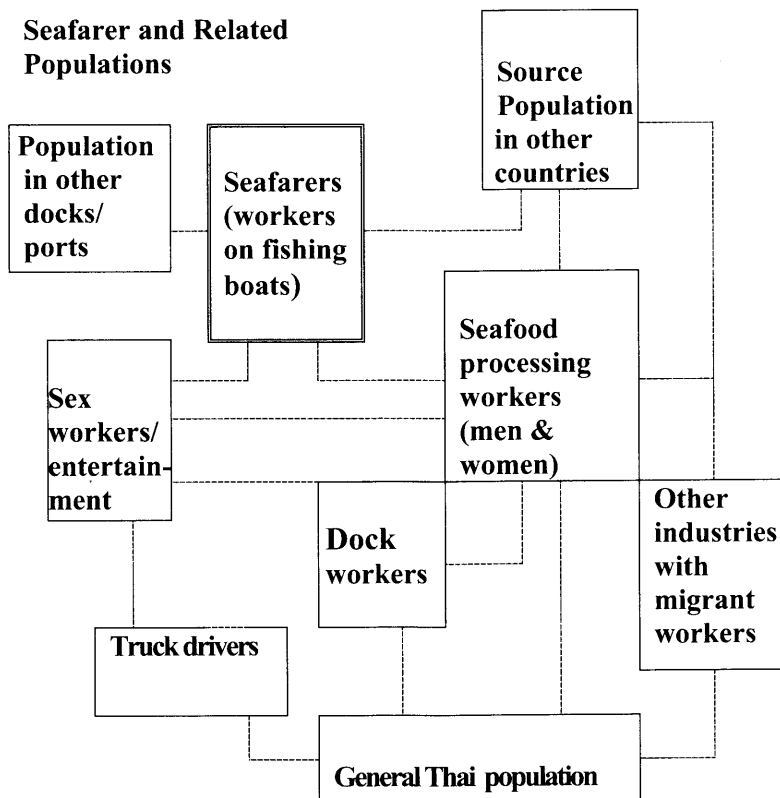 Seafarer and Related
Populations
Source
Population
in other
countries
Population
in other
docks/
ports
Seafarers
(workers
on fishing
boats)
Seafood
processing
workers
(men &
women)
Sex
workers/
entertain-
ment
Dock
workers
Other
industries
with
migrant
workers
Truck drivers
General Thai population